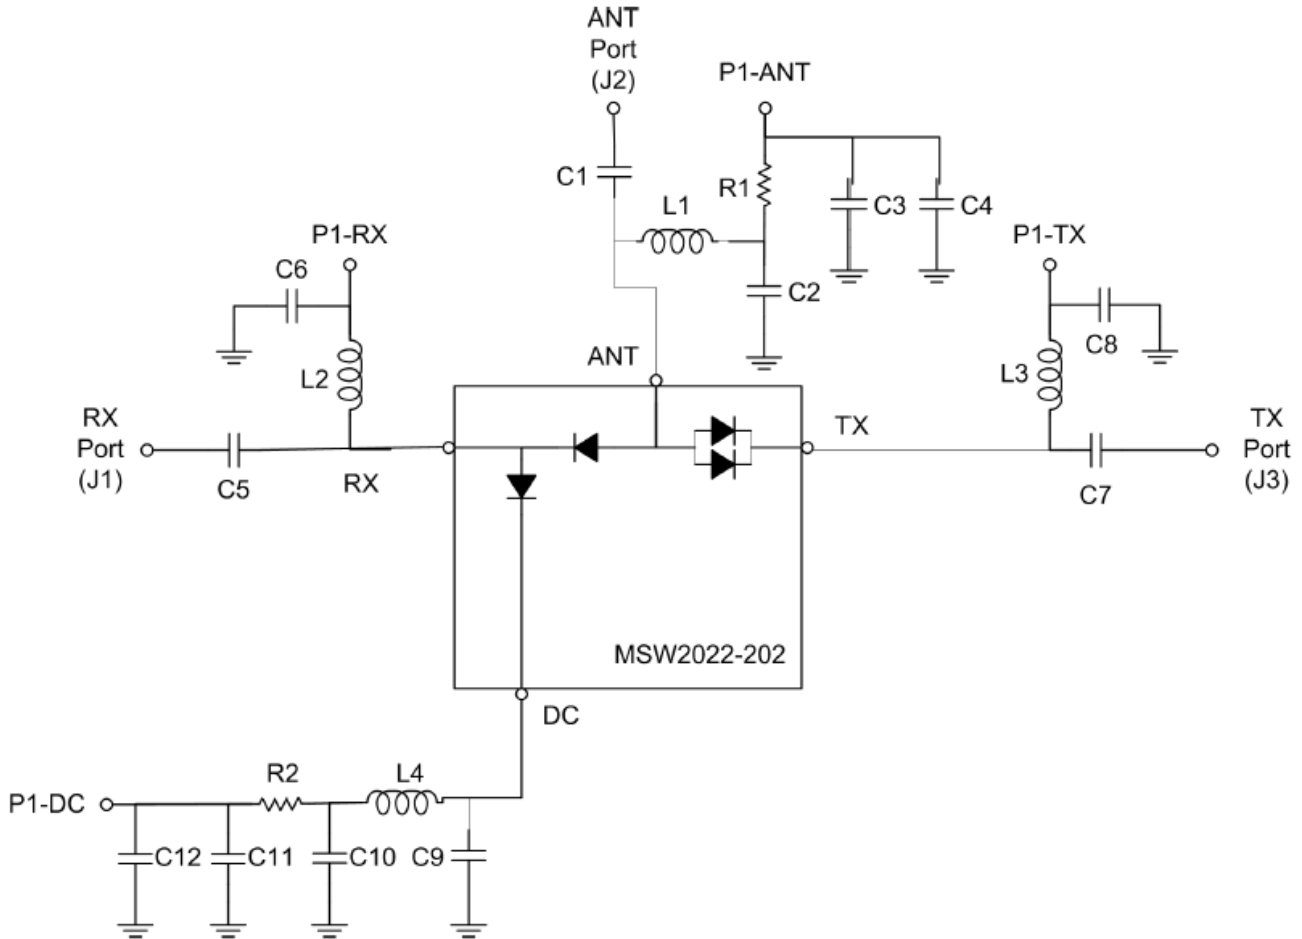 ANT
Port
(J2)
P1-ANT
C1
R1
C3
C4
L1
P1-RX
P1-TX
C6
C2
C8
L2
ANT
L3
RX
Port
(J1)
TX
TX
Port
(J3)
C5
RX
C7
MSW2022-202
DC
R2
L4
P1-DC
C12
C11
C10
C9